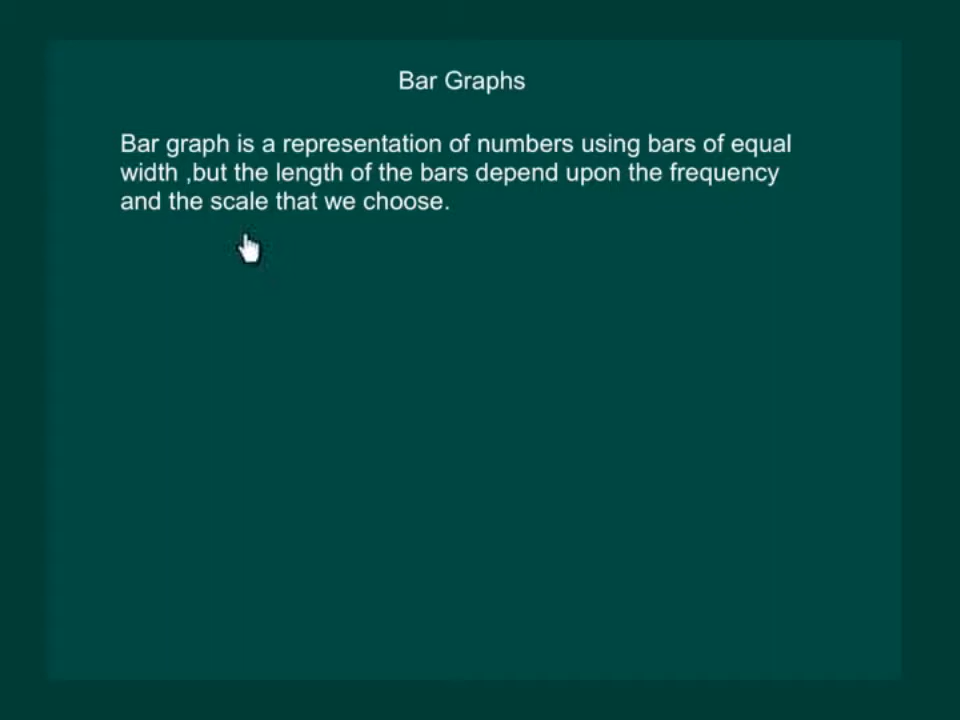 Bar Graphs
Bar graph is a representation of numbers using bars of equal
width ,but the length of the bars depend upon the frequency
and the scale that we choose.